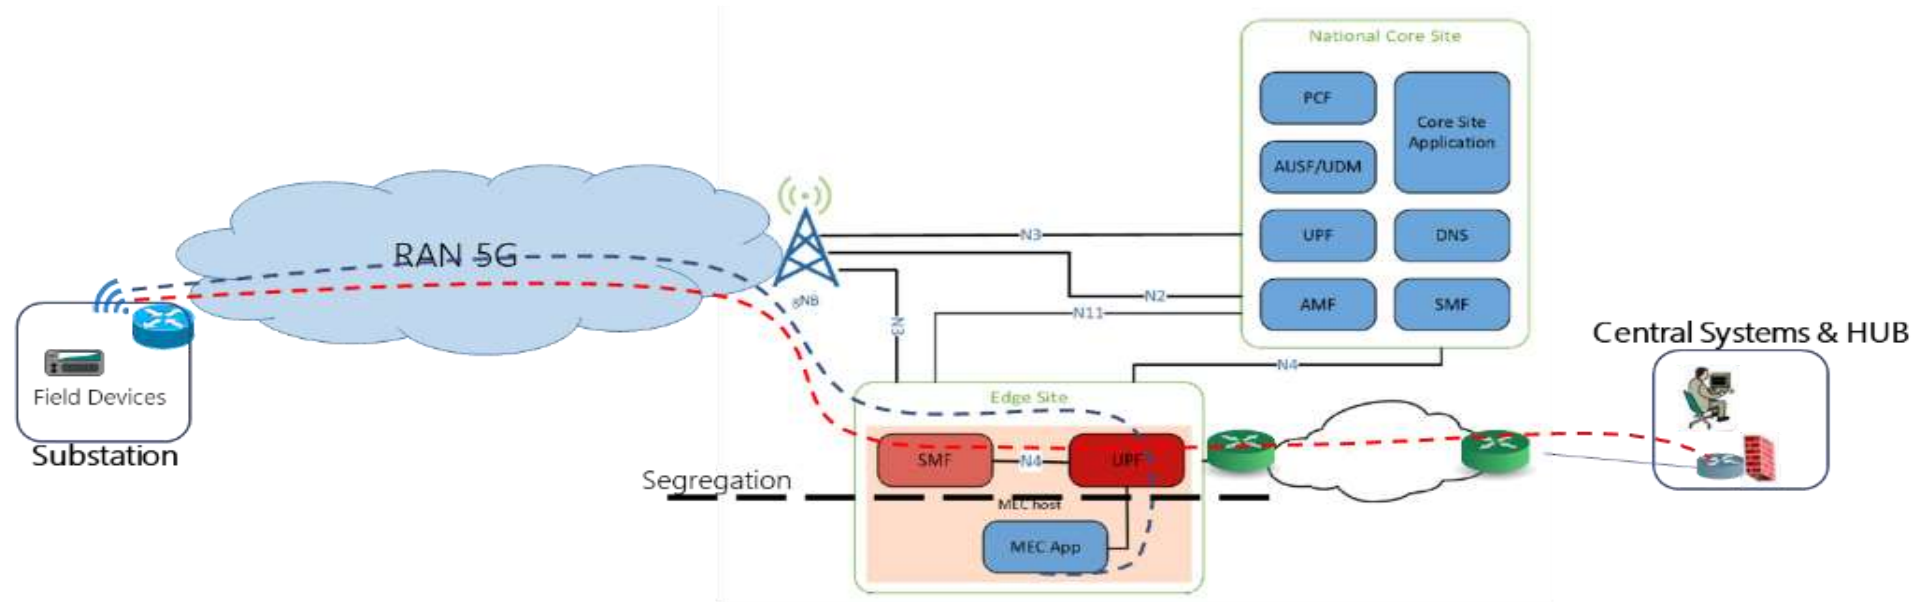 National Core Site
PCF
Core Site
Application
AUSF/UDM
RAN 5G
N3
UPF
DNS
gNB
N2
AMF
SMF
N11
N3
Central Systems & HUB
N4
Field Devices
Edge Site
Substation
SMF
N4
UPF
Segregation
MEC host
MEC App